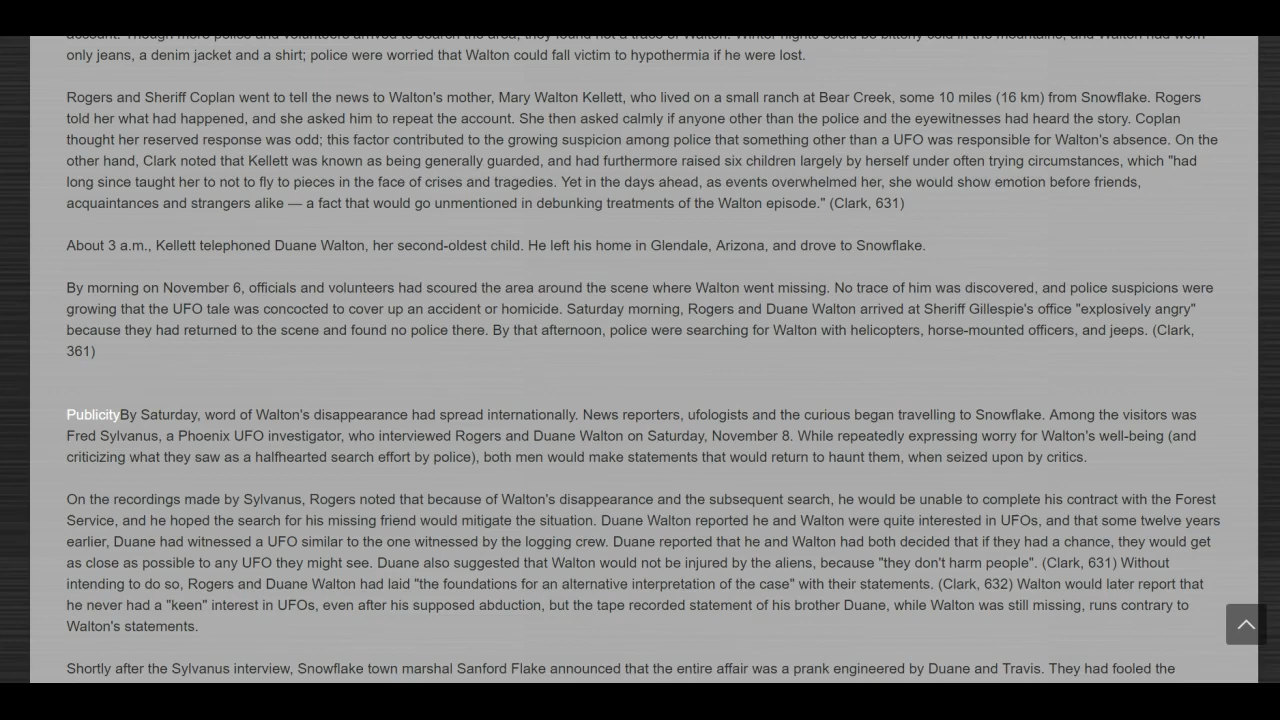 account. Though more police and volunteers arrived to search the area, they found not a trace of Walton. Winter nights could be bitterly cold in the mountains, and Walton had worn
only jeans, a denim jacket and a shirt; police were worried that Walton could fall victim to hypothermia if he were lost.
Rogers and Sheriff Coplan went to tell the news to Walton's mother, Mary Walton Kellett, who lived on a small ranch at Bear Creek, some 10 miles (16 km) from Snowflake. Rogers
told her what had happened, and she asked him to repeat the account. She then asked calmly if anyone other than the police and the eyewitnesses had heard the story. Coplan
thought her reserved response was odd; this factor contributed to the growing suspicion among police that something other than a UFO was responsible for Walton's absence. On the
other hand, Clark noted that Kellett was known as being generally guarded, and had furthermore raised six children largely by herself under often trying circumstances, which "had
long since taught her to not to fly to pieces in the face of crises and tragedies. Yet in the days ahead, as events overwhelmed her, she would show emotion before friends,
acquaintances and strangers alike — a fact that would go unmentioned in debunking treatments of the Walton episode." (Clark, 631)
About 3 a.m., Kellett telephoned Duane Walton, her second-oldest child. He left his home in Glendale, Arizona, and drove to Snowflake.
By morning on November 6, officials and volunteers had scoured the area around the scene where Walton went missing. No trace of him was discovered, and police suspicions were
growing that the UFO tale was concocted to cover up an accident or homicide. Saturday morning, Rogers and Duane Walton arrived at Sheriff Gillespie's office "explosively angry"
because they had returned to the scene and found no police there. By that afternoon, police were searching for Walton with helicopters, horse-mounted officers, and jeeps. (Clark,
361)
PublicityBy Saturday, word of Walton's disappearance had spread internationally. News reporters, ufologists and the curious began travelling to Snowflake. Among the visitors was
Fred Sylvanus, a Phoenix UFO investigator, who interviewed Rogers and Duane Walton on Saturday, November 8. While repeatedly expressing worry for Walton's well-being (and
criticizing what they saw as a halfhearted search effort by police), both men would make statements that would return to haunt them, when seized upon by critics.
On the recordings made by Sylvanus, Rogers noted that because of Walton's disappearance and the subsequent search, he would be unable to complete his contract with the Forest
Service, and he hoped the search for his missing friend would mitigate the situation. Duane Walton reported he and Walton were quite interested in UFOs, and that some twelve years
earlier, Duane had witnessed a UFO similar to the one witnessed by the logging crew. Duane reported that he and Walton had both decided that if they had a chance, they would get
as close as possible to any UFO they might see. Duane also suggested that Walton would not be injured by the aliens, because "they don't harm people". (Clark, 631) Without
intending to do so, Rogers and Duane Walton had laid "the foundations for an alternative interpretation of the case" with their statements. (Clark, 632) Walton would later report that
he never had a "keen" interest in UFOs, even after his supposed abduction, but the tape recorded statement of his brother Duane, while Walton was still missing, runs contrary to
Walton's statements.
Shortly after the Sylvanus interview, Snowflake town marshal Sanford Flake announced that the entire affair was a prank engineered by Duane and Travis. They had fooled the